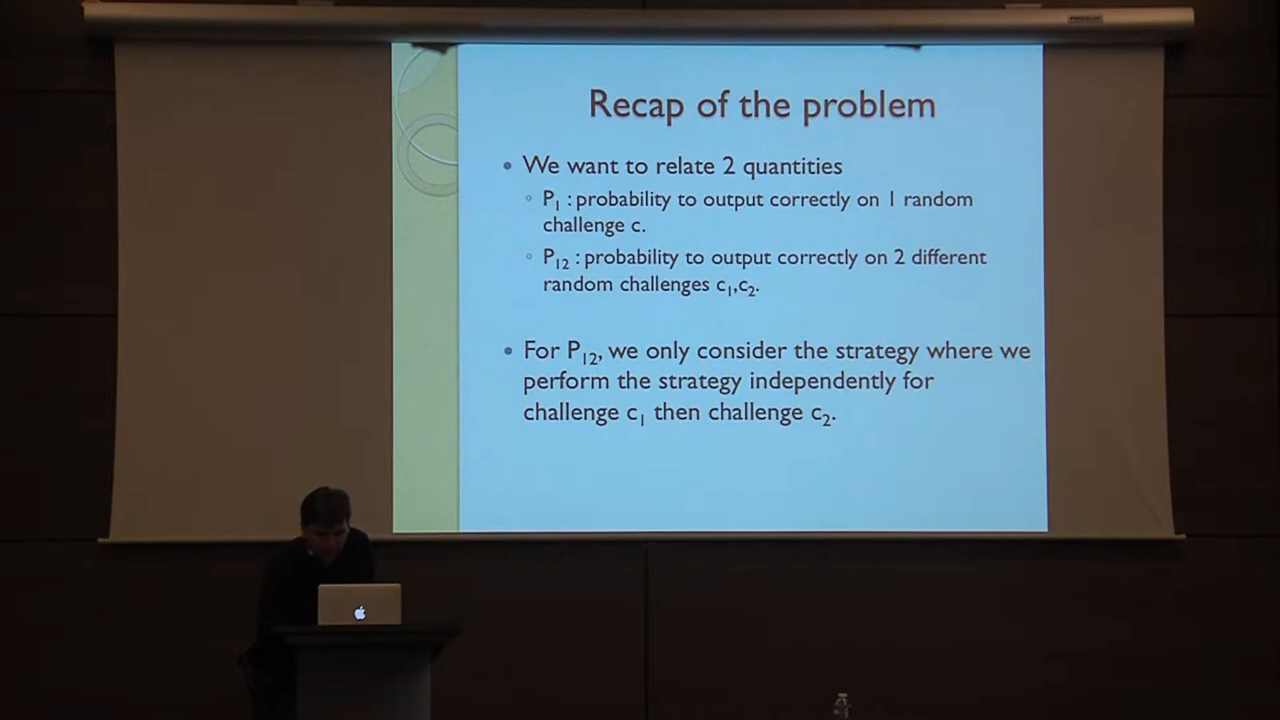 Recap of the problem
• We want to relate 2 quantities
◦ P₁ : probability to output correctly on 1 random
challenge c.
◦ P₁₂ : probability to output correctly on 2 different
random challenges c₁,c₂.
• For P₁₂, we only consider the strategy where we
perform the strategy independently for
challenge c₁ then challenge c₂.